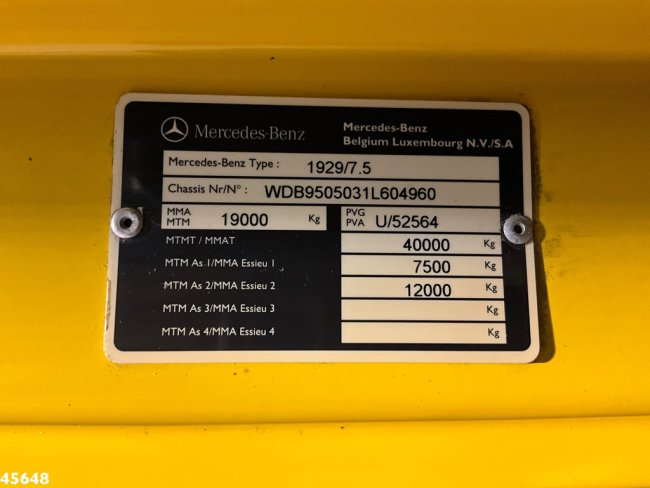 Mercedes-Benz
Mercedes-Benz
Belgium Luxembourg N.V./S.A
Mercedes-Benz Type : 1929/7.5
Chassis Nr/N° : WDB9505031L604960
MMA
MTM 19000 Kg
PVG
PVA U/52564
MTMT / MMAT 40000 Kg
MTM As 1/MMA Essieu 1 7500 Kg
MTM As 2/MMA Essieu 2 12000 Kg
MTM As 3/MMA Essieu 3 Kg
MTM As 4/MMA Essieu 4 Kg
45648